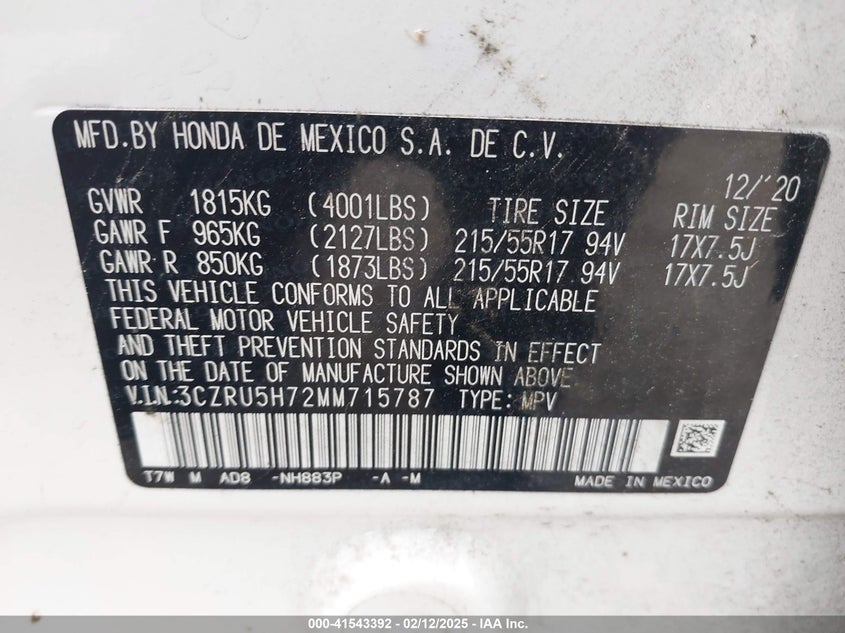 MFD.BY HONDA DE MEXICO S.A. DE C.V.
12/'20
GVWR 1815KG (4001LBS) TIRE SIZE RIM SIZE
GAWR F 965KG (2127LBS) 215/55R17 94V 17X7.5J
GAWR R 850KG (1873LBS) 215/55R17 94V 17X7.5J
THIS VEHICLE CONFORMS TO ALL APPLICABLE
FEDERAL MOTOR VEHICLE SAFETY
AND THEFT PREVENTION STANDARDS IN EFFECT
ON THE DATE OF MANUFACTURE SHOWN ABOVE.
V.I.N:3CZRU5H72MM715787 TYPE: MPV
T7W M AD8 -NH883P -A -M MADE IN MEXICO
000-41543392 - 02/12/2025 - IAA Inc.